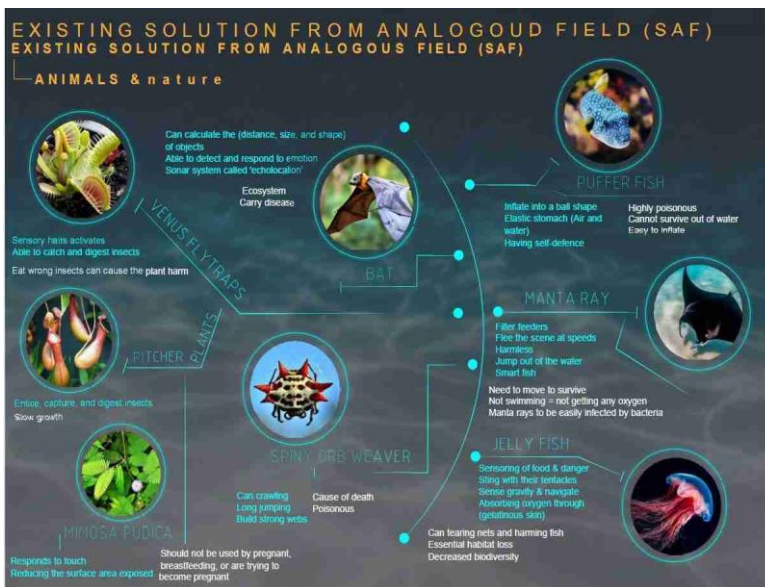 EXISTING SOLUTION FROM ANALOGOUD FIELD (SAF)
EXISTING SOLUTION FROM ANALOGOUS FIELD (SAF)
ANIMALS & nature
Can calculate the (distance, size, and shape)
of objects
Able to detect and respond to emotion
Sonar system called 'echolocation'
Ecosystem
Carry disease
BAT
VENUS FLYTRAPS
Sensory hairs activates
Able to catch and digest insects
Eat wrong insects can cause the plant harm
PUFFER FISH
Inflate into a ball shape
Elastic stomach (Air and
water)
Having self-defence
Highly poisonous
Cannot survive out of water
Easy to inflate
MANTA RAY
Filter feeders
Flee the scene at speeds
Harmless
Jump out of the water
Smart fish
Need to move to survive
Not swimming = not getting any oxygen
Manta rays to be easily infected by bacteria
PITCHER PLANTS
Entice, capture, and digest insects
Slow growth
SPINY ORB WEAVER
Can crawling
Long jumping
Build strong webs
Cause of death
Poisonous
JELLY FISH
Sensoring of food & danger
Sting with their tentacles
Sense gravity & navigate
Absorbing oxygen through
(gelatinous skin)
Can tearing nets and harming fish
Essential habitat loss
Decreased biodiversity
MIMOSA PUDICA
Responds to touch
Reducing the surface area exposed
Should not be used by pregnant,
breastfeeding, or are trying to
become pregnant